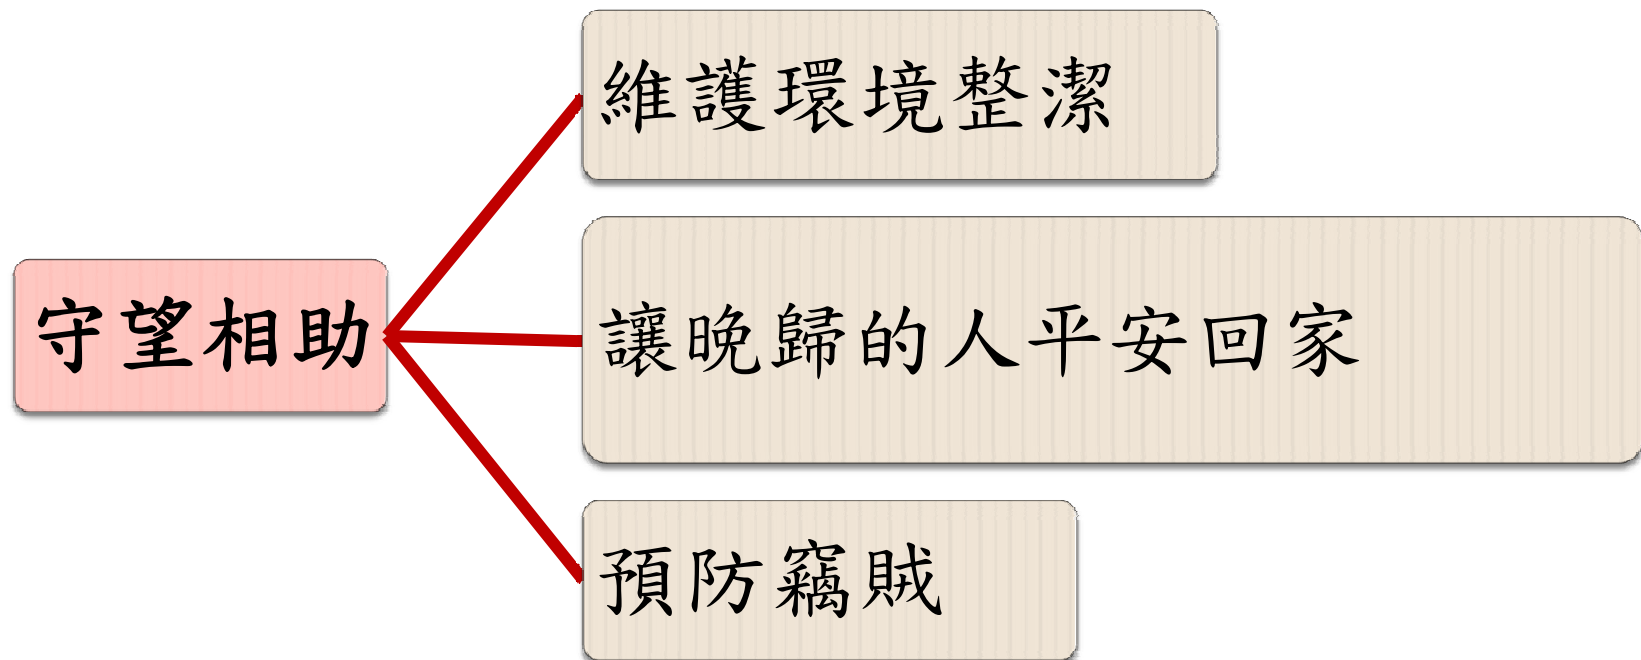 守望相助
維護環境整潔
讓晚歸的人平安回家
預防竊賊